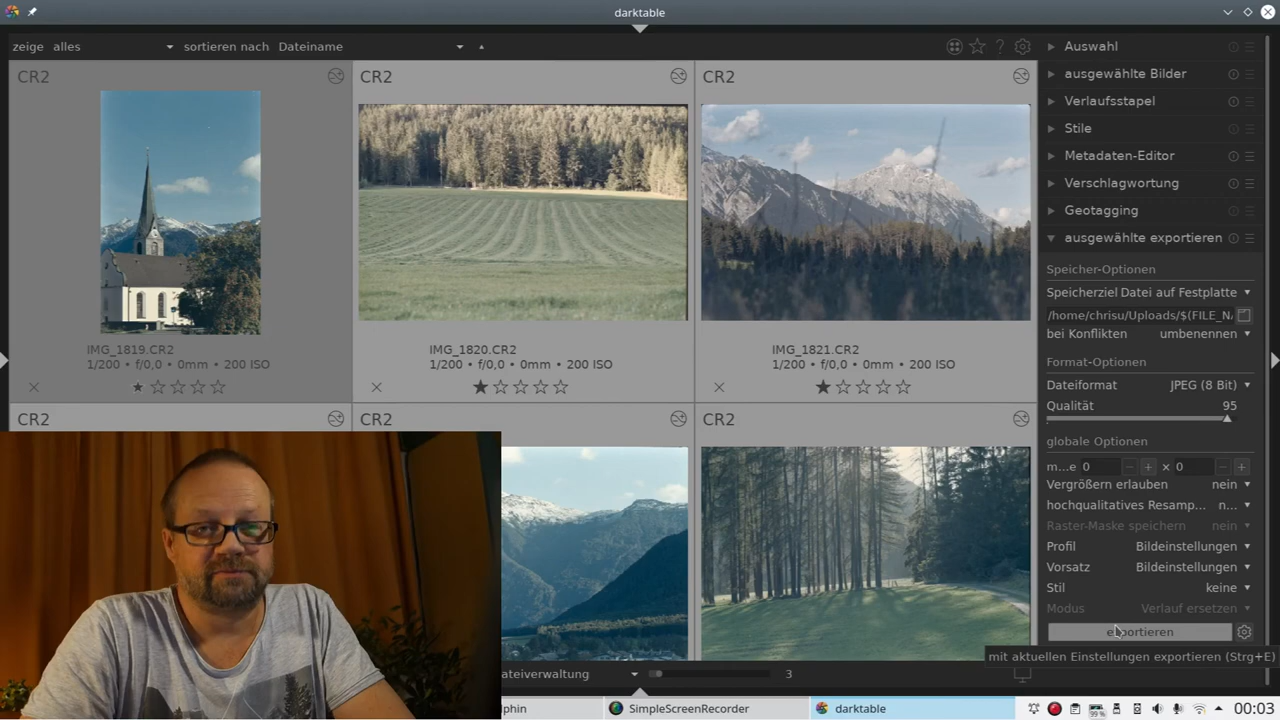 darktable
zeige alles sortieren nach Dateiname
CR2
IMG_1819.CR2
1/200 • f/0,0 • 0mm • 200 ISO
CR2
IMG_1820.CR2
1/200 • f/0,0 • 0mm • 200 ISO
CR2
IMG_1821.CR2
1/200 • f/0,0 • 0mm • 200 ISO
CR2
CR2
CR2
Auswahl
ausgewählte Bilder
Verlaufsstapel
Stile
Metadaten-Editor
Verschlagwortung
Geotagging
ausgewählte exportieren
Speicher-Optionen
Speicherziel Datei auf Festplatte
/home/chrisu/Uploads/$(FILE_N
bei Konflikten umbenennen
Format-Optionen
Dateiformat JPEG (8 Bit)
Qualität 95
globale Optionen
m...e 0 − + × 0 − +
Vergrößern erlauben nein
hochqualitatives Resamp... n...
Raster-Maske speichern nein
Profil Bildeinstellungen
Vorsatz Bildeinstellungen
Stil keine
Modus Verlauf ersetzen
exportieren
mit aktuellen Einstellungen exportieren (Strg+E)
ateiverwaltung 3
lphin SimpleScreenRecorder darktable 99 % 00:03